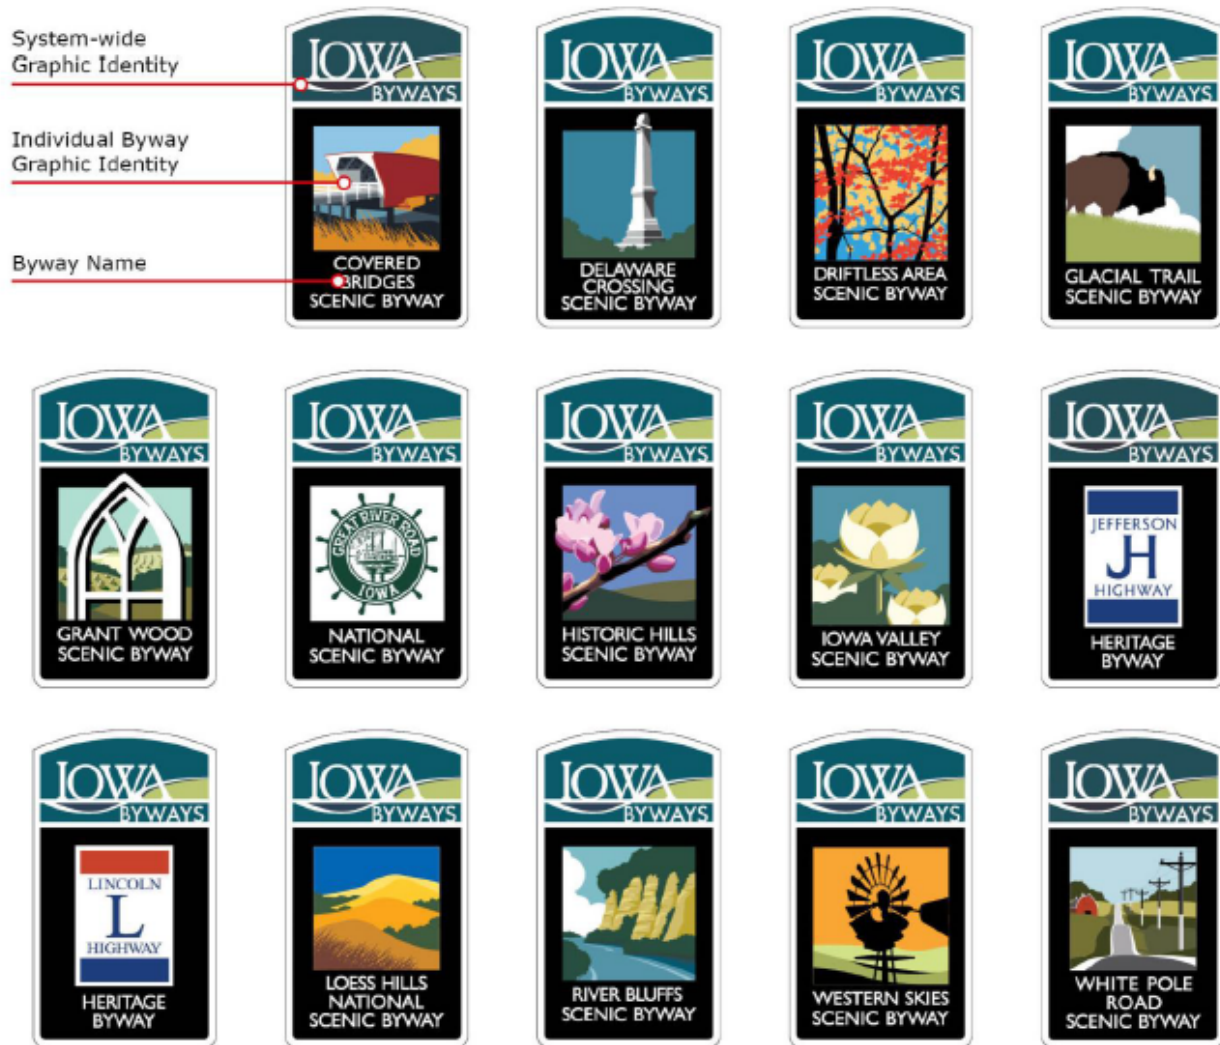 System-wide
Graphic Identity
Individual Byway
Graphic Identity
Byway Name
IOWA
BYWAYS
COVERED
BRIDGES
SCENIC BYWAY
IOWA
BYWAYS
DELAWARE
CROSSING
SCENIC BYWAY
IOWA
BYWAYS
DRIFTLESS AREA
SCENIC BYWAY
IOWA
BYWAYS
GLACIAL TRAIL
SCENIC BYWAY
IOWA
BYWAYS
GRANT WOOD
SCENIC BYWAY
IOWA
BYWAYS
GREAT RIVER ROAD
IOWA
NATIONAL
SCENIC BYWAY
IOWA
BYWAYS
HISTORIC HILLS
SCENIC BYWAY
IOWA
BYWAYS
IOWA VALLEY
SCENIC BYWAY
IOWA
BYWAYS
JEFFERSON
JH
HIGHWAY
HERITAGE
BYWAY
IOWA
BYWAYS
LINCOLN
L
HIGHWAY
HERITAGE
BYWAY
IOWA
BYWAYS
LOESS HILLS
NATIONAL
SCENIC BYWAY
IOWA
BYWAYS
RIVER BLUFFS
SCENIC BYWAY
IOWA
BYWAYS
WESTERN SKIES
SCENIC BYWAY
IOWA
BYWAYS
WHITE POLE
ROAD
SCENIC BYWAY